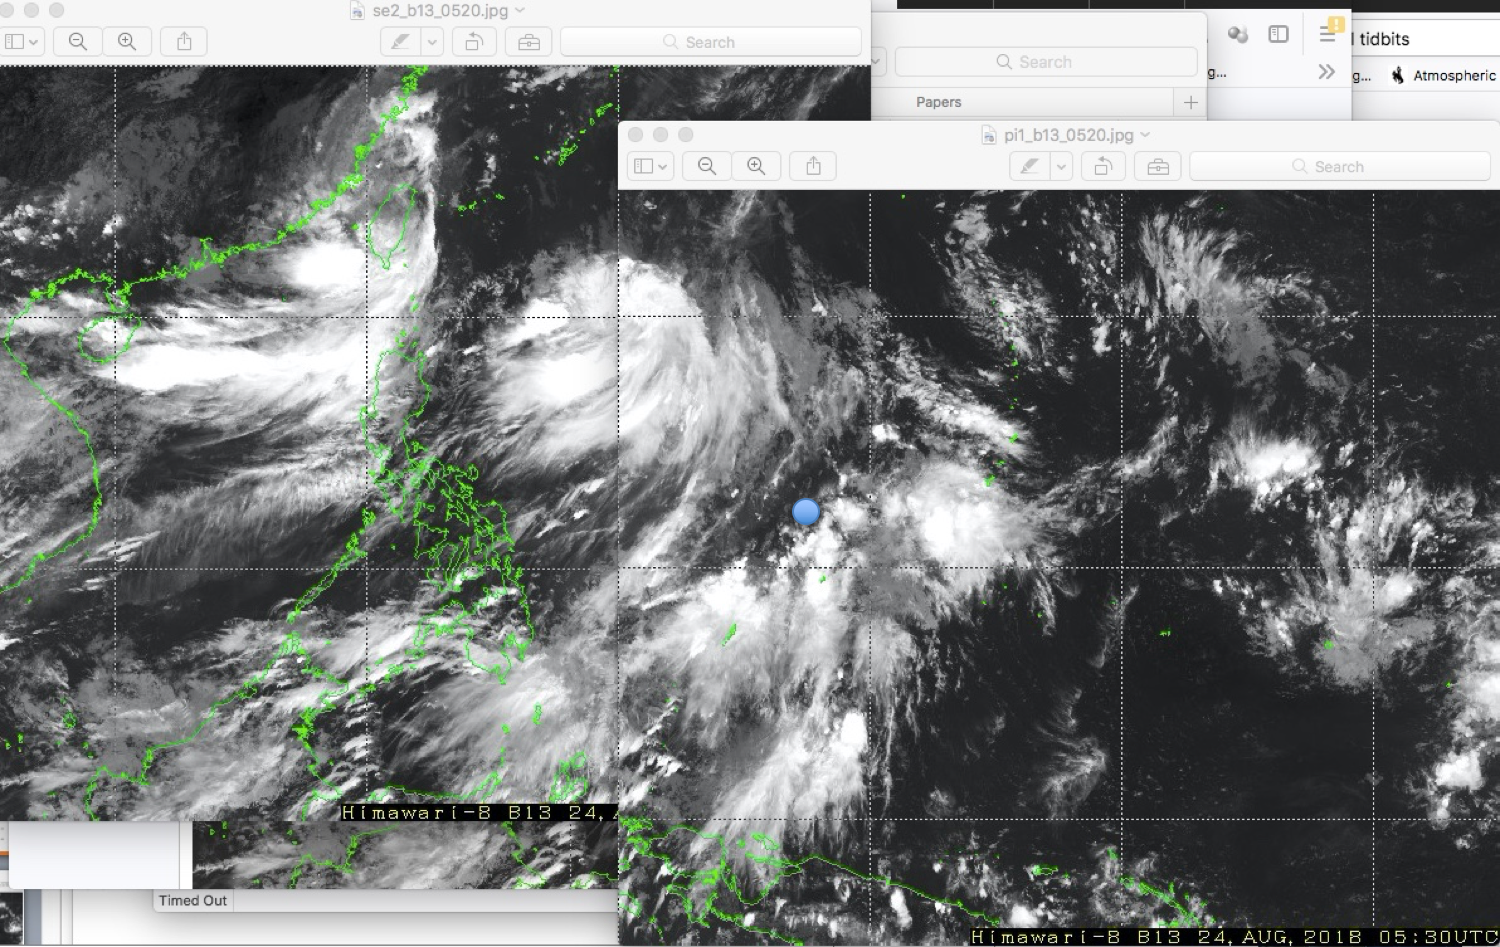 se2_b13_0520.jpg
Search
Search
g...
l tidbits
g...
Atmospheric
Papers
pi1_b13_0520.jpg
Search
Himawari-8 B13 24,
Timed Out
Himawari-8 B13 24,AUG,2018 05:30UTC